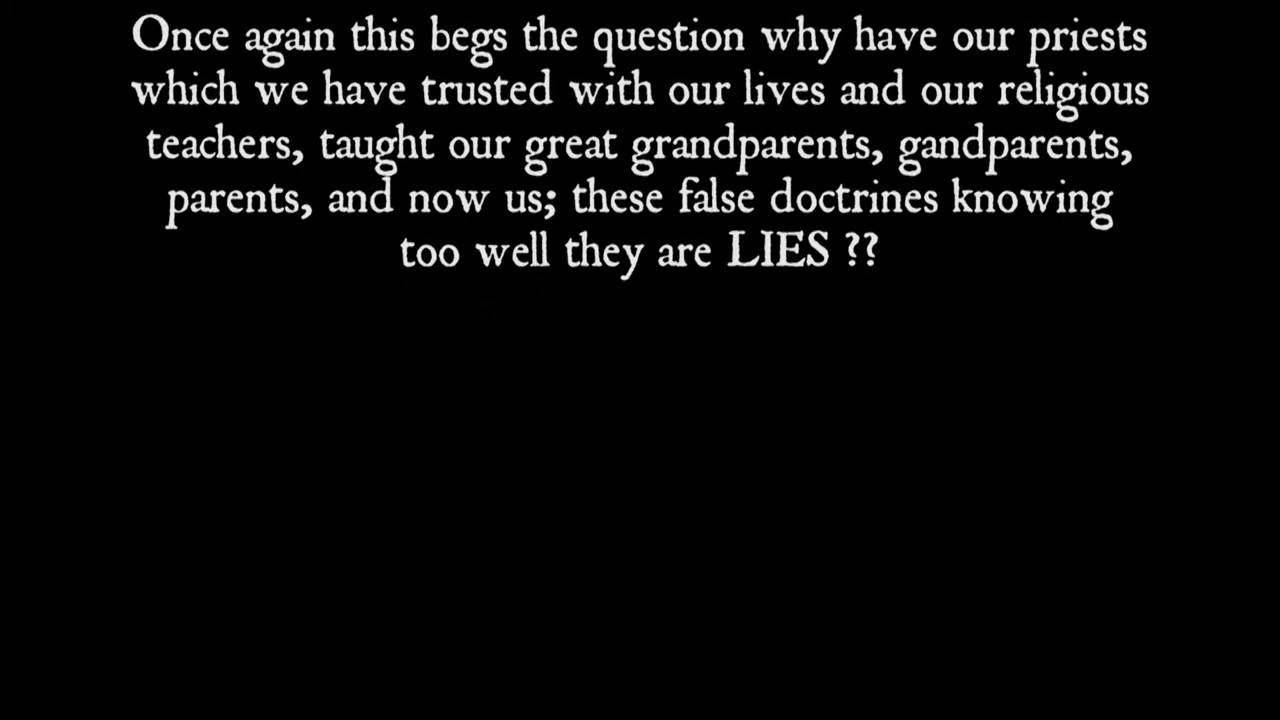 Once again this begs the question why have our priests
which we have trusted with our lives and our religious
teachers, taught our great grandparents, gandparents,
parents, and now us; these false doctrines knowing
too well they are LIES ??